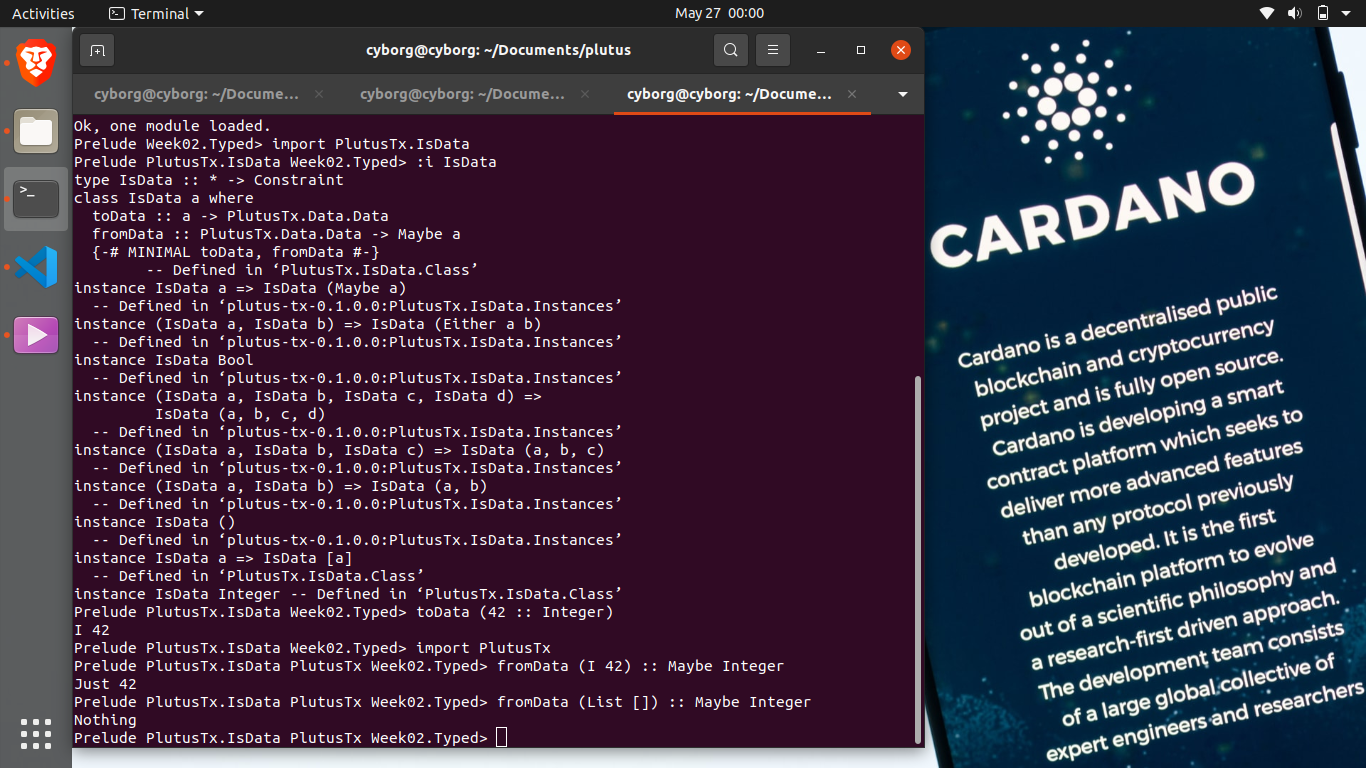 Activities
Terminal
May 27  00:00
cyborg@cyborg: ~/Documents/plutus
cyborg@cyborg: ~/Docume...
cyborg@cyborg: ~/Docume...
cyborg@cyborg: ~/Docume...
Ok, one module loaded.
Prelude Week02.Typed> import PlutusTx.IsData
Prelude PlutusTx.IsData Week02.Typed> :i IsData
type IsData :: * -> Constraint
class IsData a where
  toData :: a -> PlutusTx.Data.Data
  fromData :: PlutusTx.Data.Data -> Maybe a
  {-# MINIMAL toData, fromData #-}
        -- Defined in ‘PlutusTx.IsData.Class’
instance IsData a => IsData (Maybe a)
  -- Defined in ‘plutus-tx-0.1.0.0:PlutusTx.IsData.Instances’
instance (IsData a, IsData b) => IsData (Either a b)
  -- Defined in ‘plutus-tx-0.1.0.0:PlutusTx.IsData.Instances’
instance IsData Bool
  -- Defined in ‘plutus-tx-0.1.0.0:PlutusTx.IsData.Instances’
instance (IsData a, IsData b, IsData c, IsData d) =>
         IsData (a, b, c, d)
  -- Defined in ‘plutus-tx-0.1.0.0:PlutusTx.IsData.Instances’
instance (IsData a, IsData b, IsData c) => IsData (a, b, c)
  -- Defined in ‘plutus-tx-0.1.0.0:PlutusTx.IsData.Instances’
instance (IsData a, IsData b) => IsData (a, b)
  -- Defined in ‘plutus-tx-0.1.0.0:PlutusTx.IsData.Instances’
instance IsData ()
  -- Defined in ‘plutus-tx-0.1.0.0:PlutusTx.IsData.Instances’
instance IsData a => IsData [a]
  -- Defined in ‘PlutusTx.IsData.Class’
instance IsData Integer -- Defined in ‘PlutusTx.IsData.Class’
Prelude PlutusTx.IsData Week02.Typed> toData (42 :: Integer)
I 42
Prelude PlutusTx.IsData Week02.Typed> import PlutusTx
Prelude PlutusTx.IsData PlutusTx Week02.Typed> fromData (I 42) :: Maybe Integer
Just 42
Prelude PlutusTx.IsData PlutusTx Week02.Typed> fromData (List []) :: Maybe Integer
Nothing
Prelude PlutusTx.IsData PlutusTx Week02.Typed>
CARDANO
Cardano is a decentralised public
blockchain and cryptocurrency
project and is fully open source.
Cardano is developing a smart
contract platform which seeks to
deliver more advanced features
than any protocol previously
developed. It is the first
blockchain platform to evolve
out of a scientific philosophy and
a research-first driven approach.
The development team consists
of a large global collective of
expert engineers and researchers